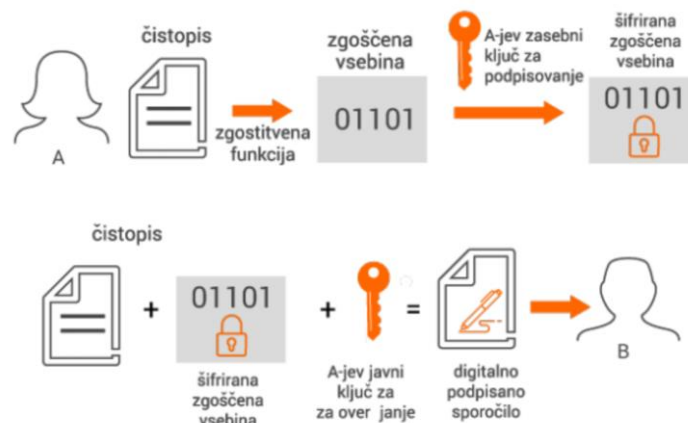 čistopis
zgoščena
vsebina
A-jev zasebni
ključ za
podpisovanje
šifrirana
zgoščena
vsebina
01101
01101
zgostitvena
funkcija
A
čistopis
+
01101
+
=
B
šifrirana
zgoščena
vsebina
A-jev javni
ključ za
za over janje
digitalno
podpisano
sporočilo